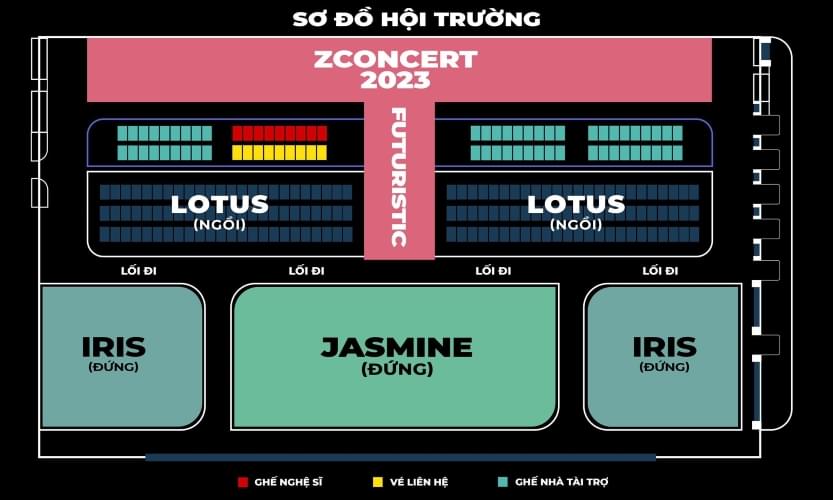 SƠ ĐỒ HỘI TRƯỜNG
ZCONCERT
2023
FUTURISTIC
LOTUS
(NGỒI)
LOTUS
(NGỒI)
LỐI ĐI
LỐI ĐI
LỐI ĐI
LỐI ĐI
IRIS
(ĐỨNG)
JASMINE
(ĐỨNG)
IRIS
(ĐỨNG)
GHẾ NGHỆ SĨ
VÉ LIÊN HỆ
GHẾ NHÀ TÀI TRỢ